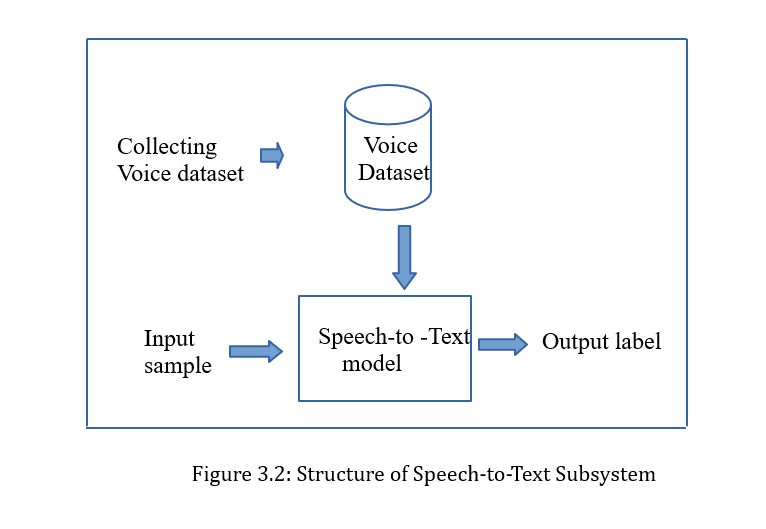 Collecting
Voice dataset
Voice
Dataset
Input
sample
Speech-to -Text
model
Output label
Figure 3.2: Structure of Speech-to-Text Subsystem